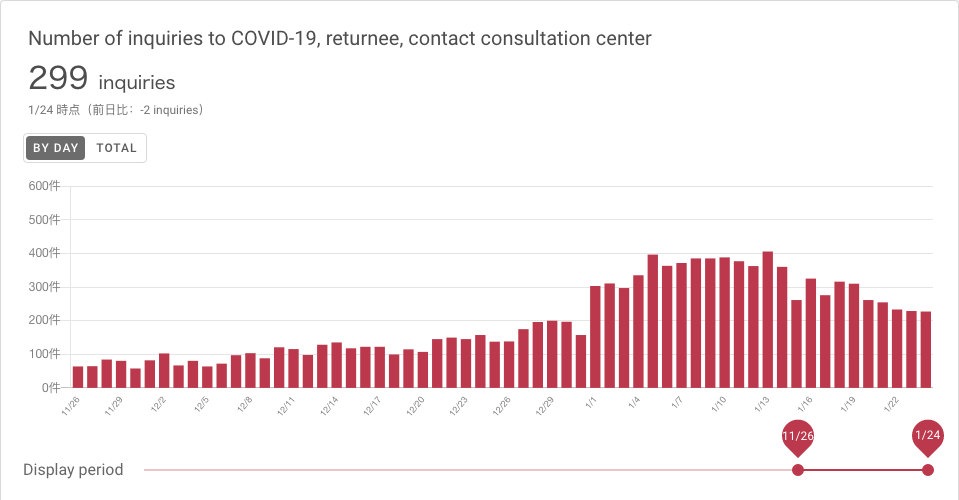 Number of inquiries to COVID-19, returnee, contact consultation center
299 inquiries
1/24 時点（前日比：-2 inquiries）
BY DAY TOTAL
600件
500件
400件
300件
200件
100件
0件
11/26 11/29 12/2 12/5 12/8 12/11 12/14 12/17 12/20 12/23 12/26 12/29 1/1 1/4 1/7 1/10 1/13 1/16 1/19 1/22
11/26 1/24
Display period